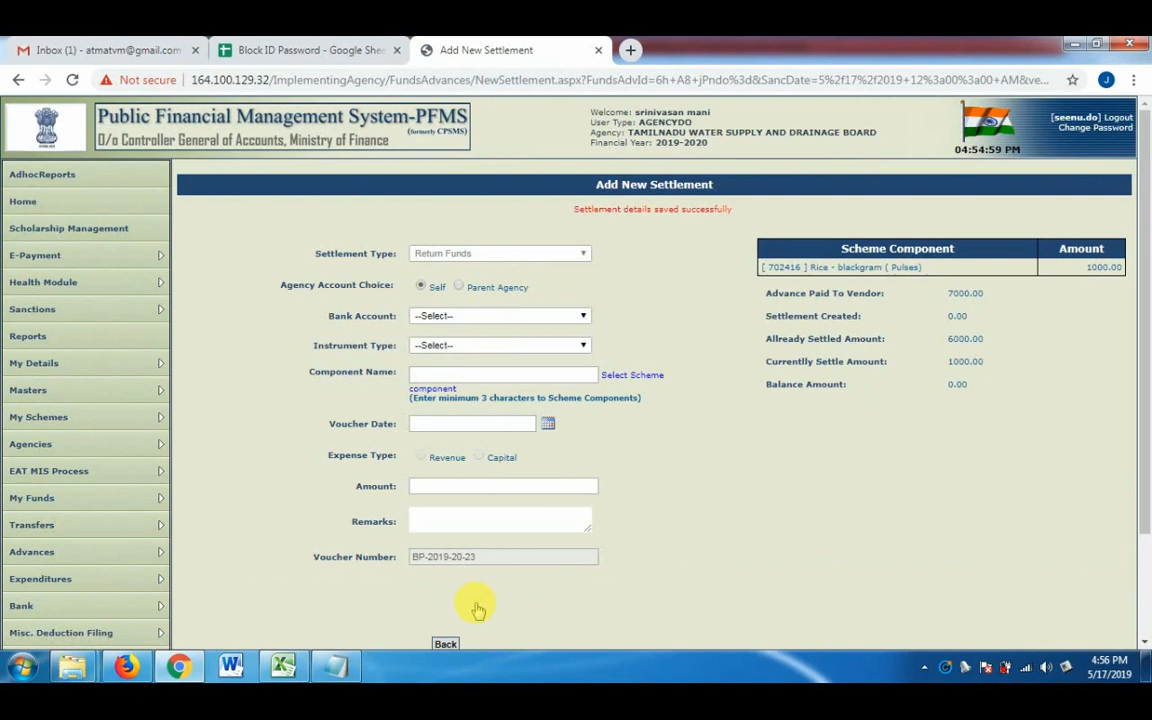 Inbox (1) - atmatvm@gmail.com
Block ID Password - Google Shee
Add New Settlement
Not secure
164.100.129.32/ImplementingAgency/FundsAdvances/NewSettlement.aspx?FundsAdvId=6h+A8+jPndo%3d&SancDate=5%2f17%2f2019+12%3a00%3a00+AM&ve...
J
Public Financial Management System-PFMS
(formerly CPSMS)
O/o Controller General of Accounts, Ministry of Finance
Welcome: srinivasan mani
User Type: AGENCYDO
Agency: TAMILNADU WATER SUPPLY AND DRAINAGE BOARD
Financial Year: 2019-2020
[seenu.do] Logout
Change Password
04:54:59 PM
AdhocReports
Home
Scholarship Management
E-Payment
Health Module
Sanctions
Reports
My Details
Masters
My Schemes
Agencies
EAT MIS Process
My Funds
Transfers
Advances
Expenditures
Bank
Misc. Deduction Filing
Add New Settlement
Settlement details saved successfully
Settlement Type: Return Funds
Agency Account Choice: Self Parent Agency
Bank Account: --Select--
Instrument Type: --Select--
Component Name: Select Scheme
component
(Enter minimum 3 characters to Scheme Components)
Voucher Date:
Expense Type: Revenue Capital
Amount:
Remarks:
Voucher Number: BP-2019-20-23
Back
Scheme Component Amount
[ 702416 ] Rice - blackgram ( Pulses) 1000.00
Advance Paid To Vendor: 7000.00
Settlement Created: 0.00
Allready Settled Amount: 6000.00
Currentlly Settle Amount: 1000.00
Balance Amount: 0.00
4:56 PM
5/17/2019